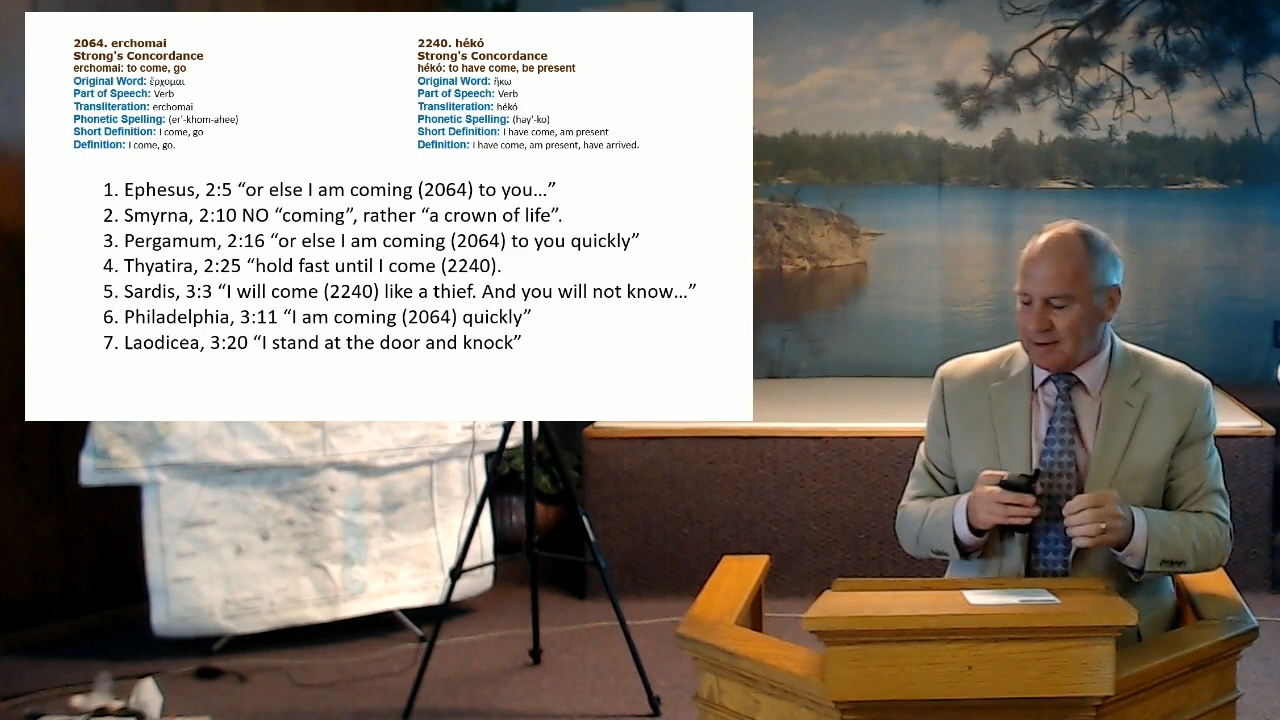 2064. erchomai
Strong's Concordance
erchomai: to come, go
Original Word: ἔρχομαι
Part of Speech: Verb
Transliteration: erchomai
Phonetic Spelling: (er'-khom-ahee)
Short Definition: I come, go
Definition: I come, go.
2240. hékó
Strong's Concordance
hékó: to have come, be present
Original Word: ἥκω
Part of Speech: Verb
Transliteration: hékó
Phonetic Spelling: (hay'-ko)
Short Definition: I have come, am present
Definition: I have come, am present, have arrived.
1. Ephesus, 2:5 “or else I am coming (2064) to you…”
2. Smyrna, 2:10 NO “coming”, rather “a crown of life”.
3. Pergamum, 2:16 “or else I am coming (2064) to you quickly”
4. Thyatira, 2:25 “hold fast until I come (2240).
5. Sardis, 3:3 “I will come (2240) like a thief. And you will not know…”
6. Philadelphia, 3:11 “I am coming (2064) quickly”
7. Laodicea, 3:20 “I stand at the door and knock”